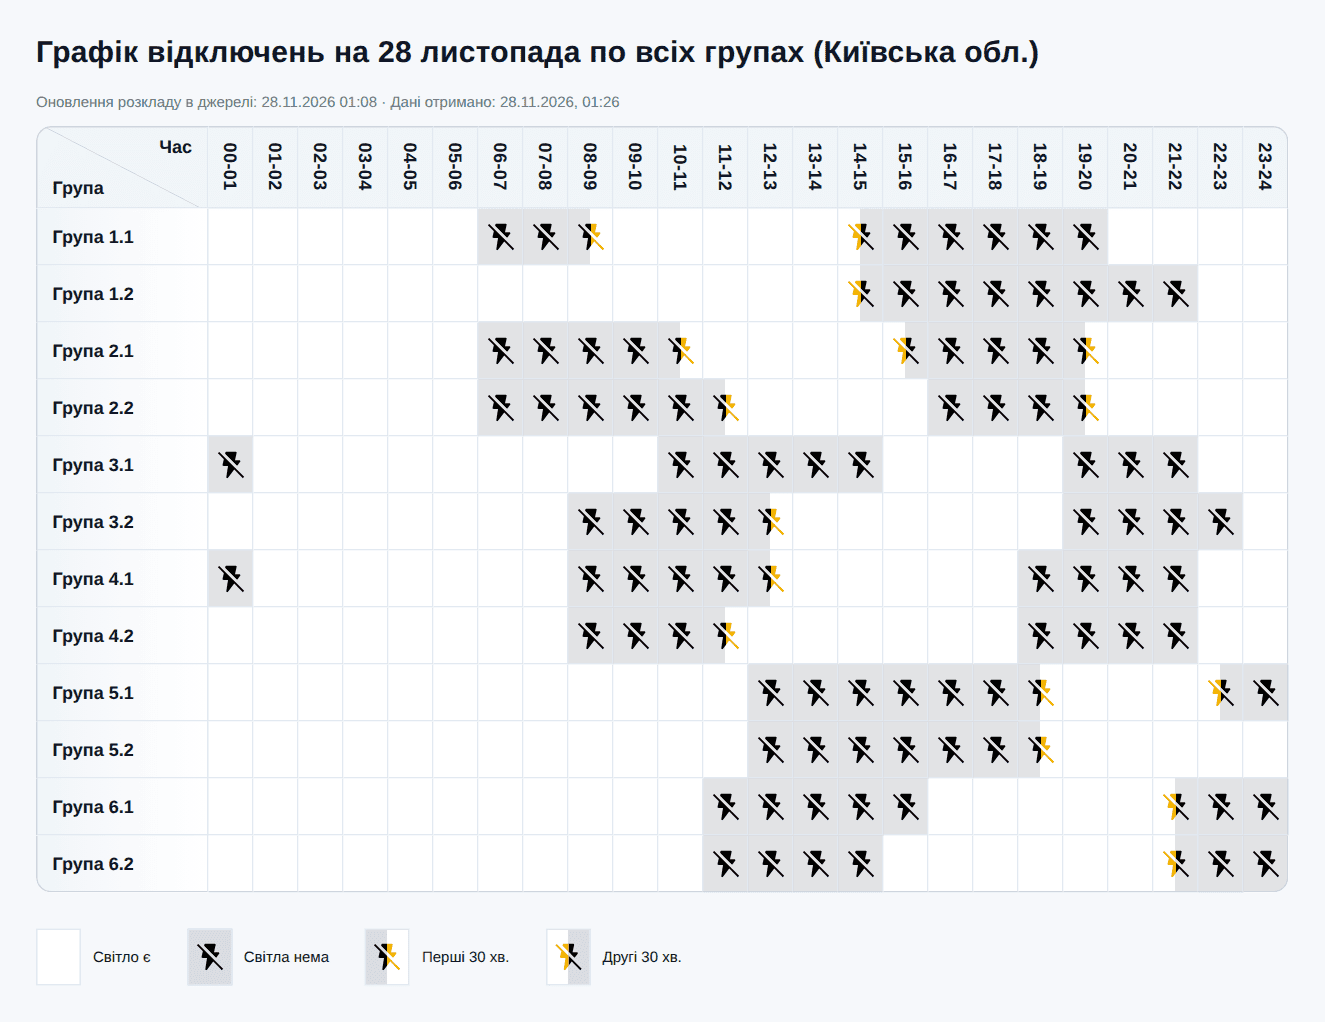 Графік відключень на 28 листопада по всіх групах (Київська обл.)
Оновлення розкладу в джерелі: 28.11.2026 01:08 · Дані отримано: 28.11.2026, 01:26
Час
Група
00-01 01-02 02-03 03-04 04-05 05-06 06-07 07-08 08-09 09-10 10-11 11-12 12-13 13-14 14-15 15-16 16-17 17-18 18-19 19-20 20-21 21-22 22-23 23-24
Група 1.1
Група 1.2
Група 2.1
Група 2.2
Група 3.1
Група 3.2
Група 4.1
Група 4.2
Група 5.1
Група 5.2
Група 6.1
Група 6.2
Світло є Світла нема Перші 30 хв. Другі 30 хв.